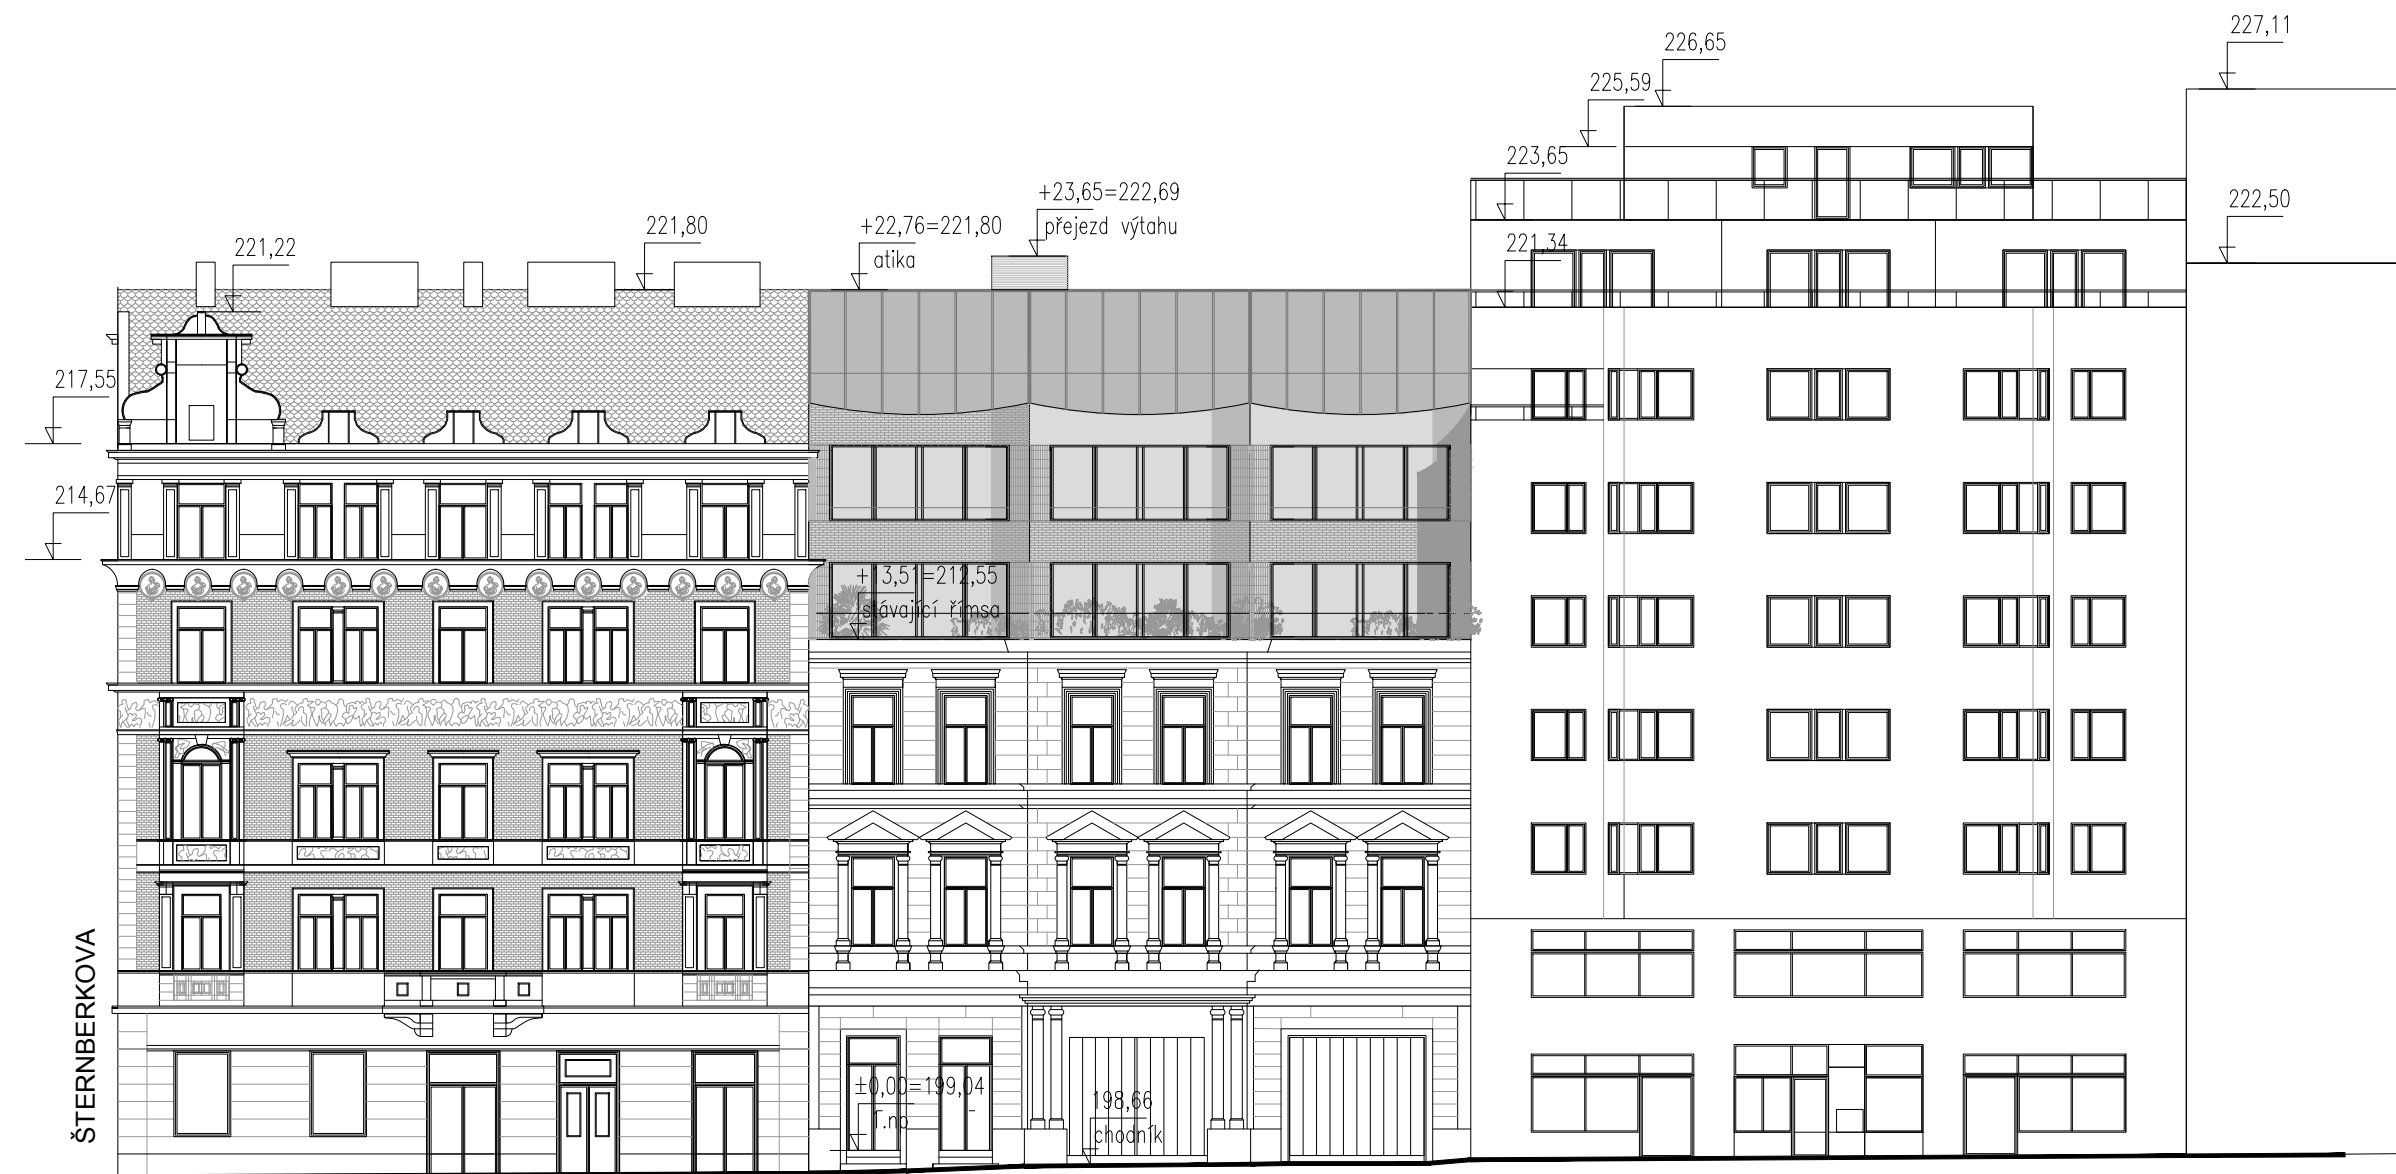 227,11
226,65
225,59
223,65
222,50
+23,65=222,69
přejezd výtahu
221,80
+22,76=221,80
atika
221,22
221,34
217,55
214,67
+13,51=212,55
stávající římsa
ŠTERNBERKOVA
±0,00=199,04
1.np
198,66
chodník